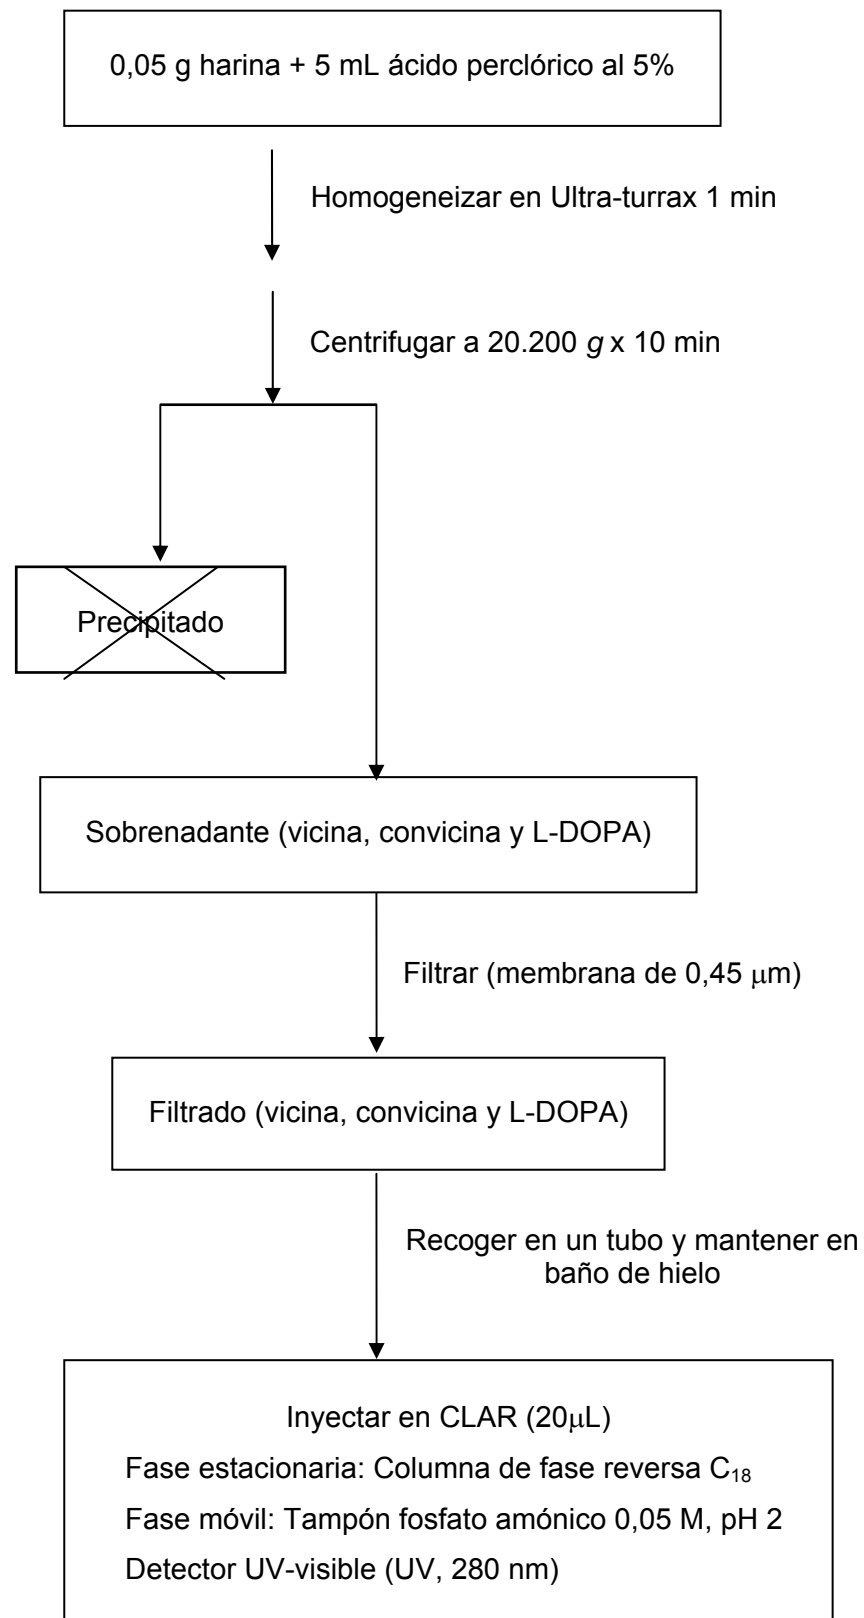 0,05 g harina + 5 mL ácido perclórico al 5%
Homogeneizar en Ultra-turrax 1 min
Centrifugar a 20.200 g x 10 min
Precipitado
Sobrenadante (vicina, convicina y L-DOPA)
Filtrar (membrana de 0,45 μm)
Filtrado (vicina, convicina y L-DOPA)
Recoger en un tubo y mantener en
baño de hielo
Inyectar en CLAR (20μL)
Fase estacionaria: Columna de fase reversa C₁₈
Fase móvil: Tampón fosfato amónico 0,05 M, pH 2
Detector UV-visible (UV, 280 nm)